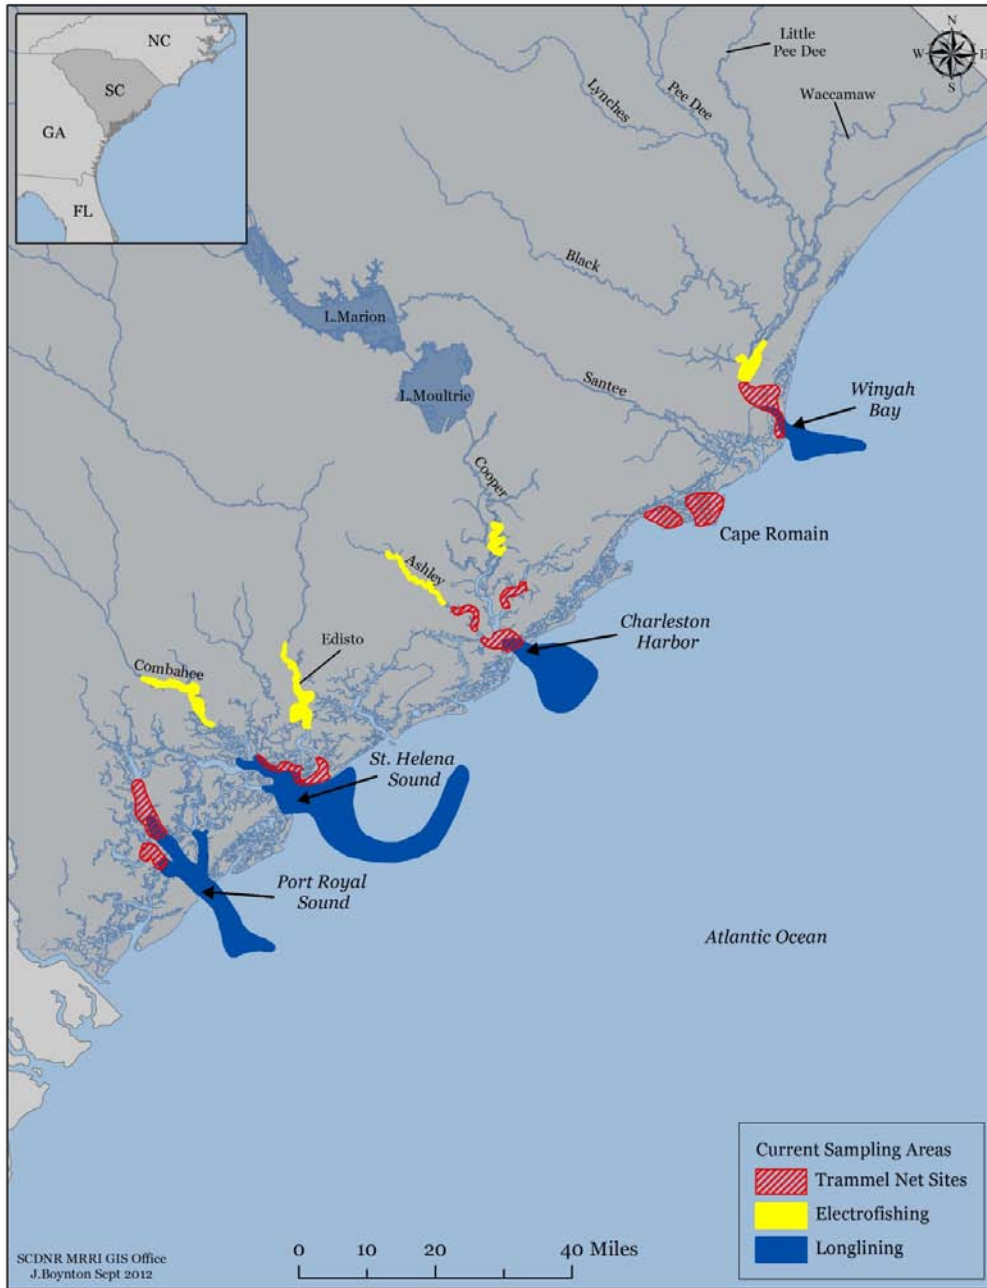 NC
SC
GA
FL
N
W
E
S
Little
Pee Dee
Waccamaw
Lynches
Pee Dee
Black
L.Marion
L.Moultrie
Santee
Winyah
Bay
Cooper
Cape Romain
Ashley
Charleston
Harbor
Edisto
Combahee
St. Helena
Sound
Port Royal
Sound
Atlantic Ocean
Current Sampling Areas
Trammel Net Sites
Electrofishing
Longlining
SCDNR MRRI GIS Office
J.Boynton Sept 2012
0 10 20 40 Miles